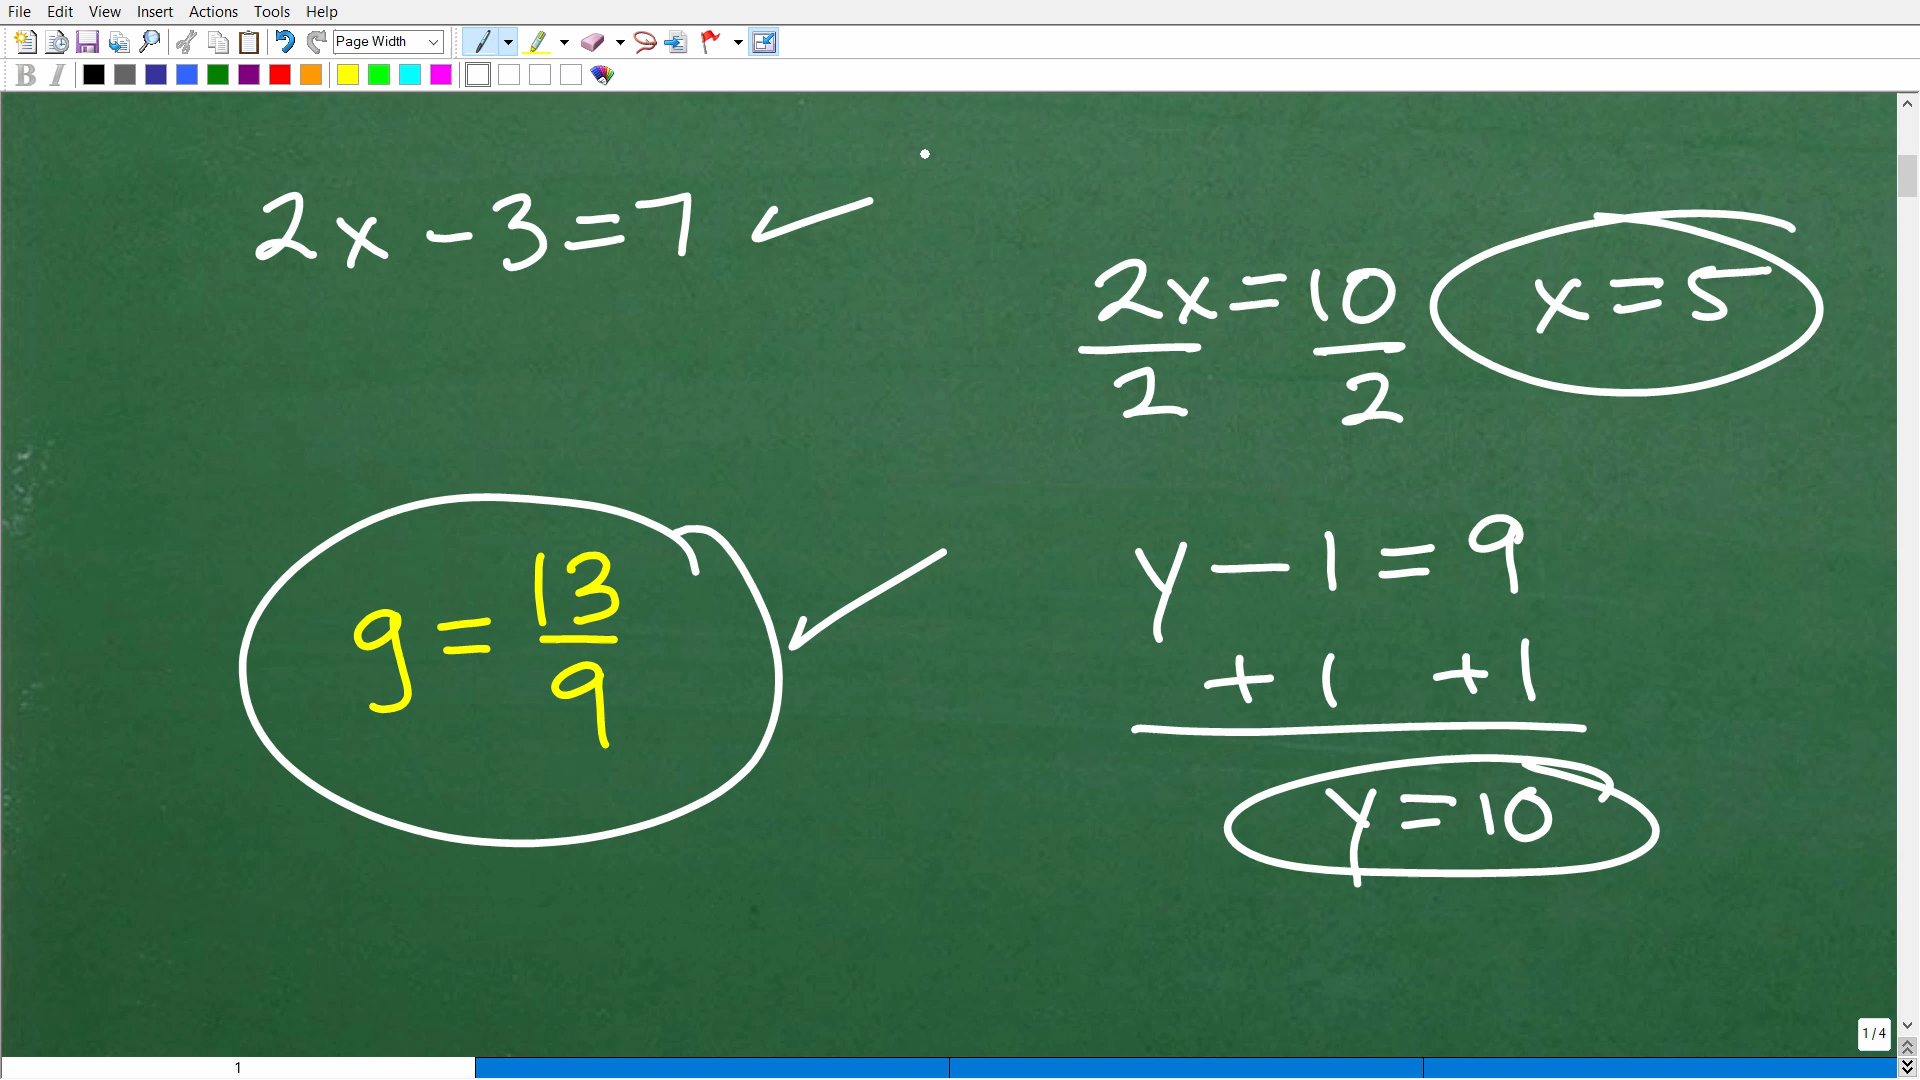 File Edit View Insert Actions Tools Help
Page Width
B I
2x - 3 = 7
2x = 10
2 2
x = 5
g = 13/9
y - 1 = 9
+ 1 + 1
y = 10
1 / 4
1